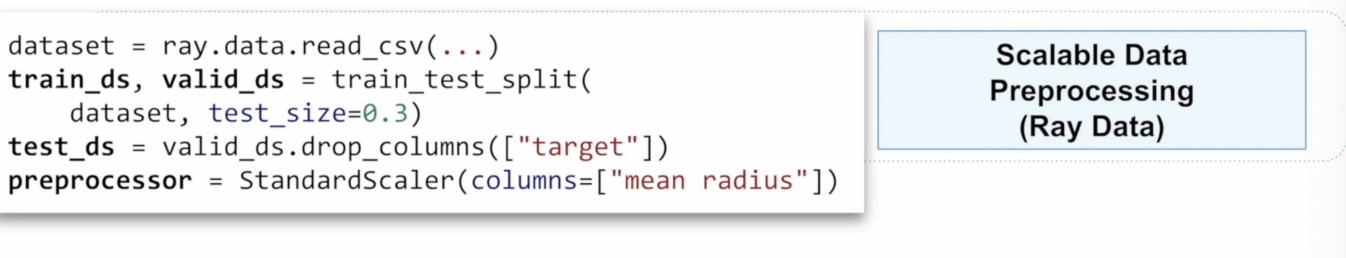 dataset = ray.data.read_csv(...)
train_ds, valid_ds = train_test_split(
    dataset, test_size=0.3)
test_ds = valid_ds.drop_columns(["target"])
preprocessor = StandardScaler(columns=["mean radius"])
Scalable Data
Preprocessing
(Ray Data)